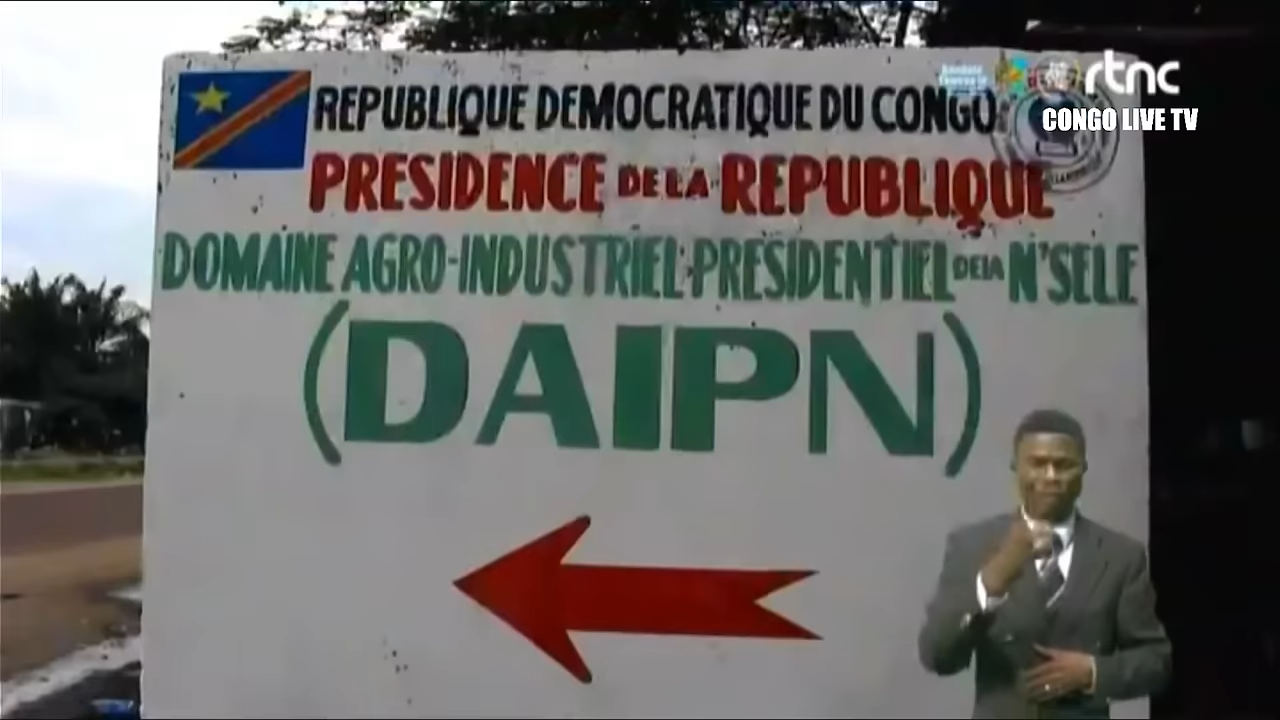 REPUBLIQUE DEMOCRATIQUE DU CONGO
PRESIDENCE DE LA REPUBLIQUE
DOMAINE AGRO-INDUSTRIEL PRESIDENTIEL DE LA N'SELE
(DAIPN)
rtnc
CONGO LIVE TV